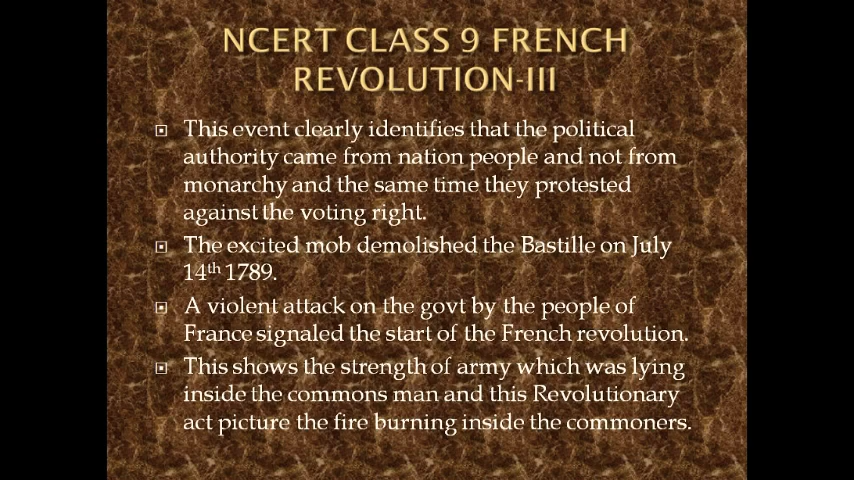 NCERT CLASS 9 FRENCH
REVOLUTION-III
This event clearly identifies that the political
authority came from nation people and not from
monarchy and the same time they protested
against the voting right.
The excited mob demolished the Bastille on July
14th 1789.
A violent attack on the govt by the people of
France signaled the start of the French revolution.
This shows the strength of army which was lying
inside the commons man and this Revolutionary
act picture the fire burning inside the commoners.